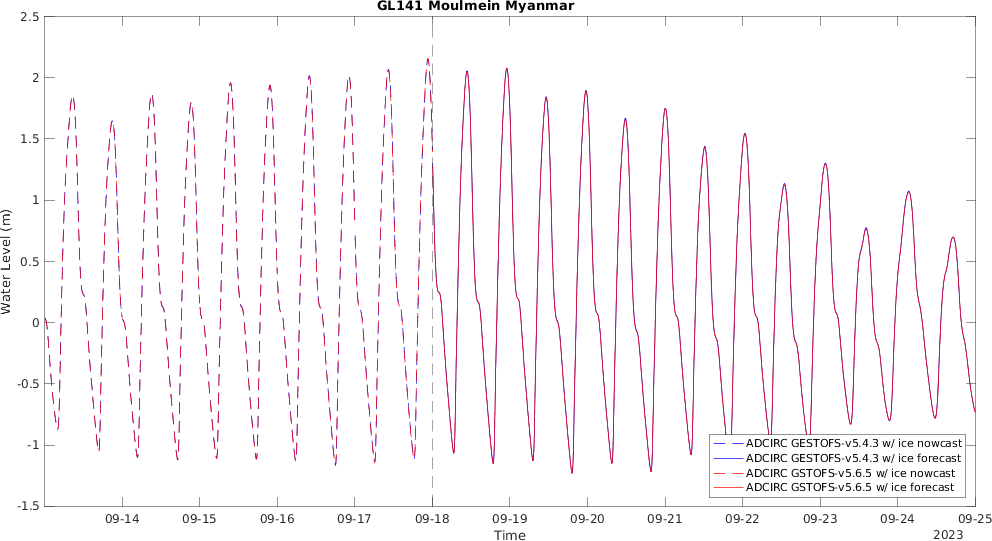 GL141 Moulmein Myanmar
2.5
2
1.5
1
0.5
0
-0.5
-1
-1.5
Water Level (m)
ADCIRC GESTOFS-v5.4.3 w/ ice nowcast
ADCIRC GESTOFS-v5.4.3 w/ ice forecast
ADCIRC GSTOFS-v5.6.5 w/ ice nowcast
ADCIRC GSTOFS-v5.6.5 w/ ice forecast
09-14 09-15 09-16 09-17 09-18 09-19 09-20 09-21 09-22 09-23 09-24 09-25
Time
2023